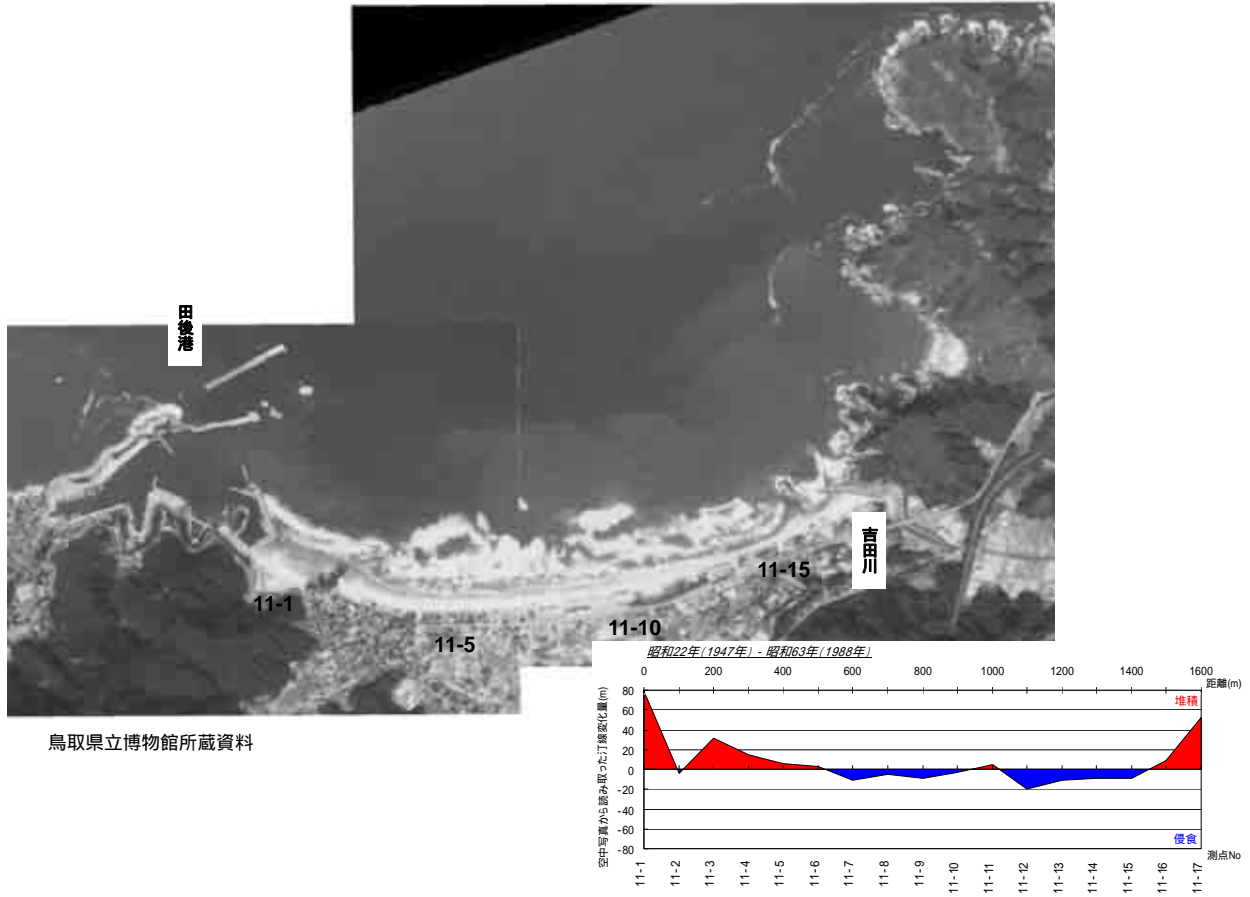 田後港
吉田川
11-1
11-5
11-10
11-15
鳥取県立博物館所蔵資料
昭和22年(1947年) - 昭和63年(1988年)
0 200 400 600 800 1000 1200 1400 1600
距離(m)
空中写真から読み取った汀線変化量(m)
80
60
40
20
0
-20
-40
-60
-80
堆積
侵食
測点No
11-1 11-2 11-3 11-4 11-5 11-6 11-7 11-8 11-9 11-10 11-11 11-12 11-13 11-14 11-15 11-16 11-17